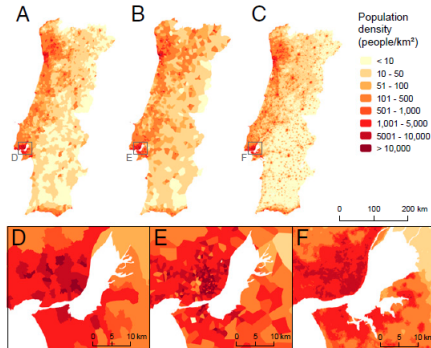 A B C
Population
density
(people/km²)
< 10
10 - 50
51 - 100
101 - 500
501 - 1,000
1,001 - 5,000
5001 - 10,000
> 10,000
D E F
0 100 200 km
D E F
0 5 10 km
0 5 10 km
0 5 10 km